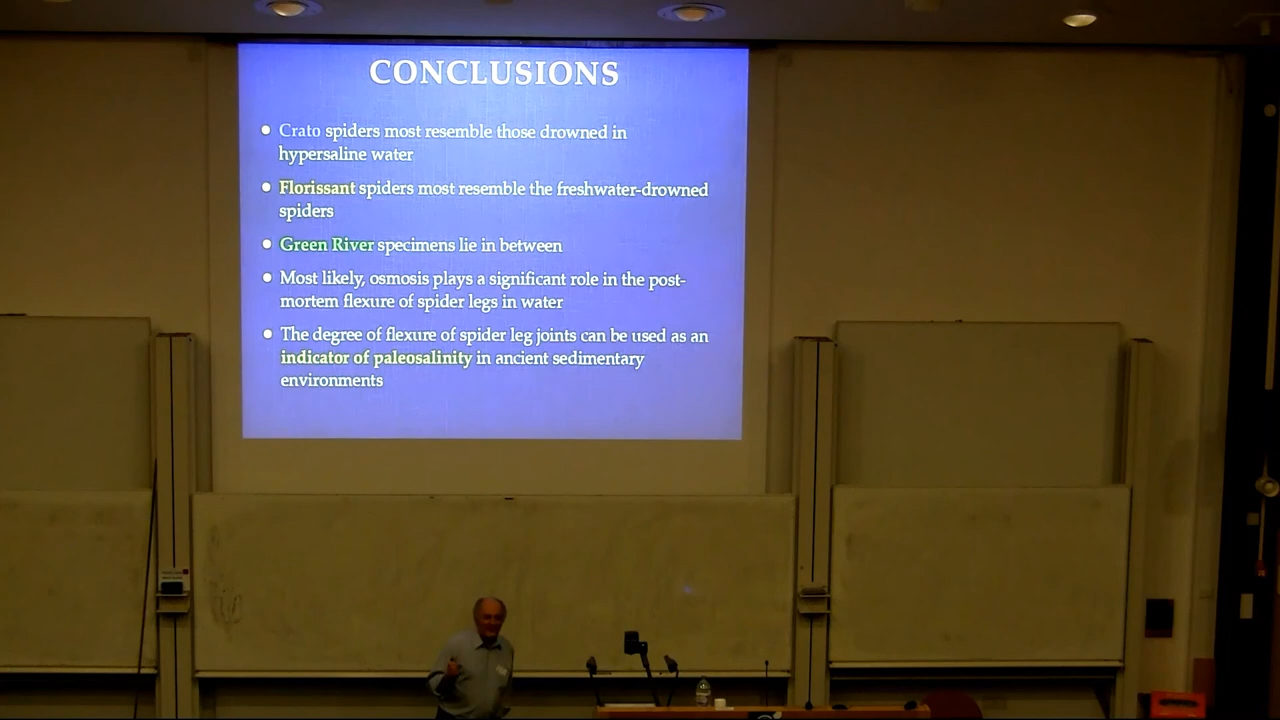 CONCLUSIONS
Crato spiders most resemble those drowned in
hypersaline water
Florissant spiders most resemble the freshwater-drowned
spiders
Green River specimens lie in between
Most likely, osmosis plays a significant role in the post-
mortem flexure of spider legs in water
The degree of flexure of spider leg joints can be used as an
indicator of paleosalinity in ancient sedimentary
environments